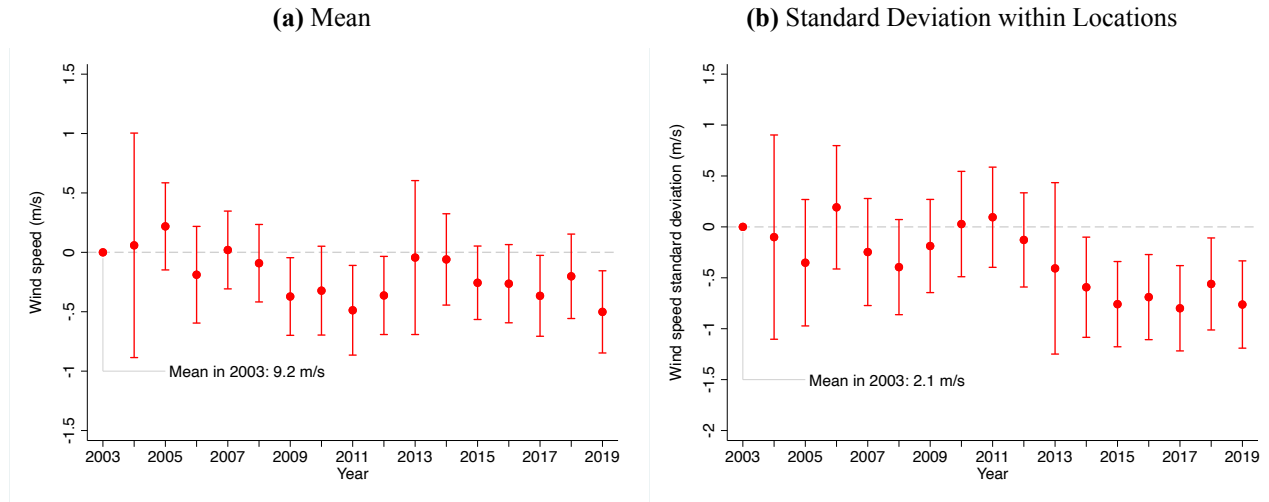 (a) Mean
Wind speed (m/s)
1.5
1
.5
0
-.5
-1
-1.5
Mean in 2003: 9.2 m/s
2003 2005 2007 2009 2011 2013 2015 2017 2019
Year
(b) Standard Deviation within Locations
Wind speed standard deviation (m/s)
1.5
1
.5
0
-.5
-1
-1.5
-2
Mean in 2003: 2.1 m/s
2003 2005 2007 2009 2011 2013 2015 2017 2019
Year